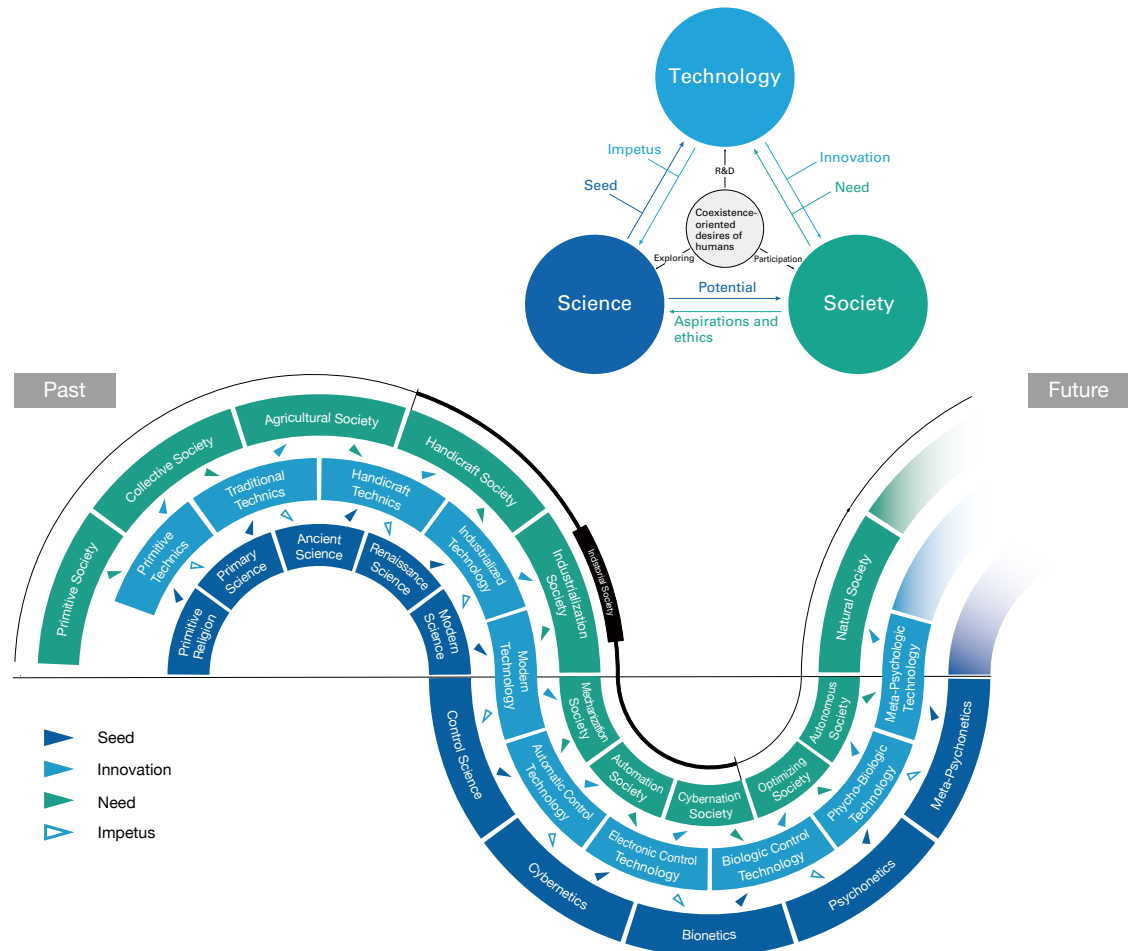 Technology
Impetus
Innovation
R&D
Seed
Need
Coexistence-
oriented
desires of
humans
Exploring
Participation
Science
Potential
Society
Aspirations and
ethics
Past
Future
Primitive Society
Collective Society
Agricultural Society
Handicraft Society
Industrialization
Society
Indstorial Society
Mechanization
Society
Automation
Society
Cybernation
Society
Optimizing
Society
Autonomous
Society
Natural Society
Primitive
Technics
Traditional
Technics
Handicraft
Technics
Industrialized
Technology
Modern
Technology
Automatic Control
Technology
Electronic Control
Technology
Biologic Control
Technology
Phycho-Biologic
Technology
Meta-Psychologic
Technology
Primitive
Religion
Primary
Science
Ancient
Science
Renaissance
Science
Modern
Science
Control Science
Cybernetics
Bionetics
Psychonetics
Meta-Psychonetics
Seed
Innovation
Need
Impetus